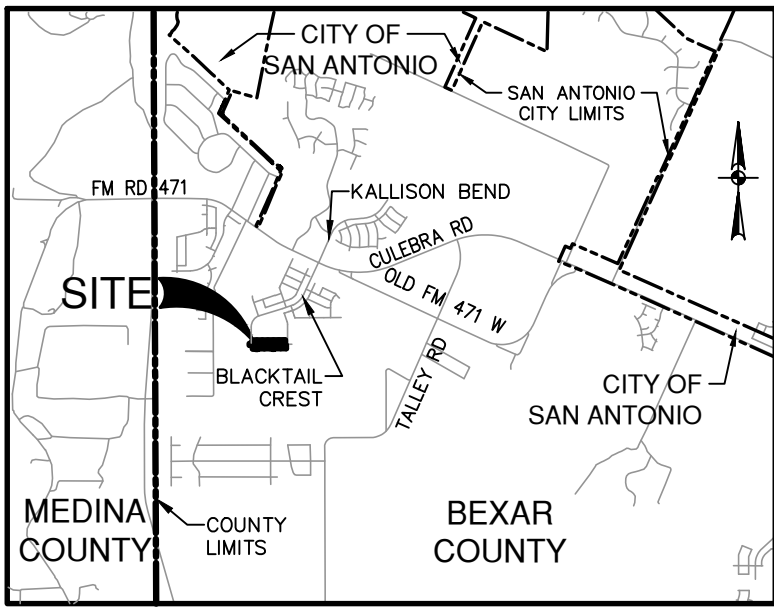 CITY OF
SAN ANTONIO
SAN ANTONIO
CITY LIMITS
FM RD 471
KALLISON BEND
CULEBRA RD
OLD FM 471 W
SITE
TALLEY RD
BLACKTAIL
CREST
CITY OF
SAN ANTONIO
MEDINA
COUNTY
COUNTY
LIMITS
BEXAR
COUNTY